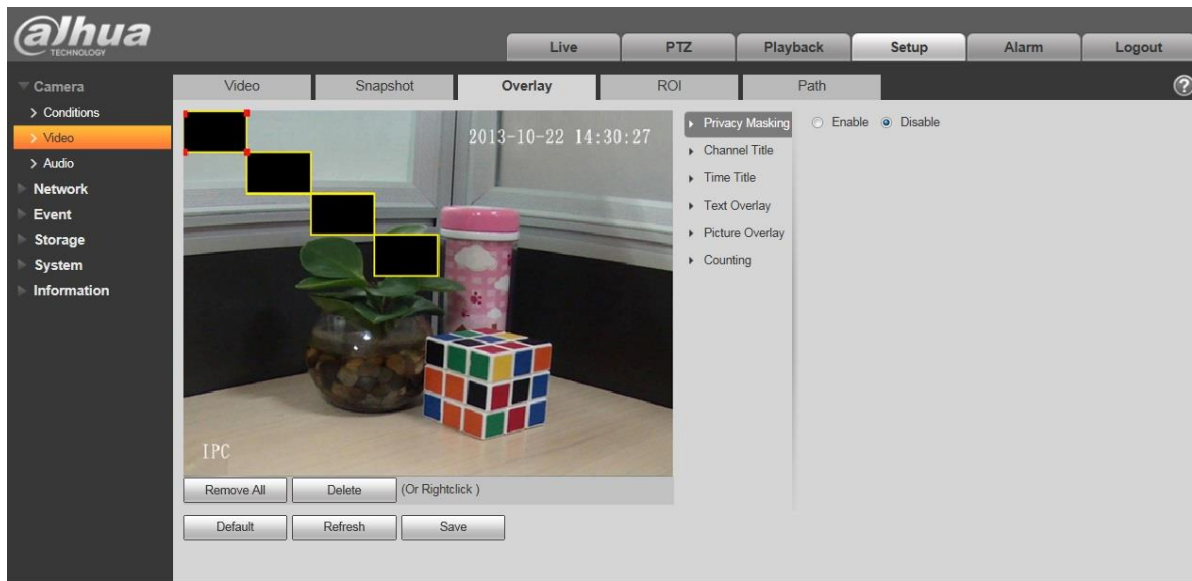 alhua
TECHNOLOGY
Live
PTZ
Playback
Setup
Alarm
Logout
Camera
Conditions
Video
Audio
Network
Event
Storage
System
Information
Video
Snapshot
Overlay
ROI
Path
?
2013-10-22 14:30:27
IPC
Privacy Masking
Enable
Disable
Channel Title
Time Title
Text Overlay
Picture Overlay
Counting
Remove All
Delete
(Or Rightclick )
Default
Refresh
Save